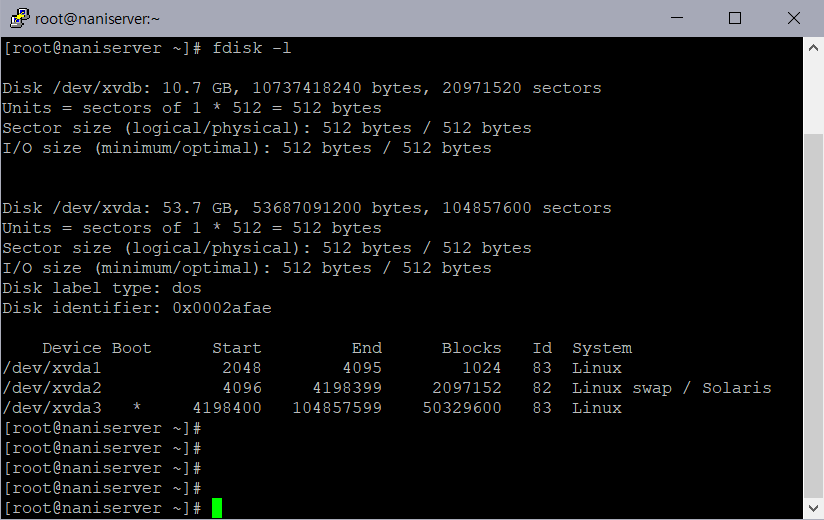 root@naniserver:~
[root@naniserver ~]# fdisk -l
Disk /dev/xvdb: 10.7 GB, 10737418240 bytes, 20971520 sectors
Units = sectors of 1 * 512 = 512 bytes
Sector size (logical/physical): 512 bytes / 512 bytes
I/O size (minimum/optimal): 512 bytes / 512 bytes
Disk /dev/xvda: 53.7 GB, 53687091200 bytes, 104857600 sectors
Units = sectors of 1 * 512 = 512 bytes
Sector size (logical/physical): 512 bytes / 512 bytes
I/O size (minimum/optimal): 512 bytes / 512 bytes
Disk label type: dos
Disk identifier: 0x0002afae
Device Boot Start End Blocks Id System
/dev/xvda1 2048 4095 1024 83 Linux
/dev/xvda2 4096 4198399 2097152 82 Linux swap / Solaris
/dev/xvda3 * 4198400 104857599 50329600 83 Linux
[root@naniserver ~]#
[root@naniserver ~]#
[root@naniserver ~]#
[root@naniserver ~]#
[root@naniserver ~]#